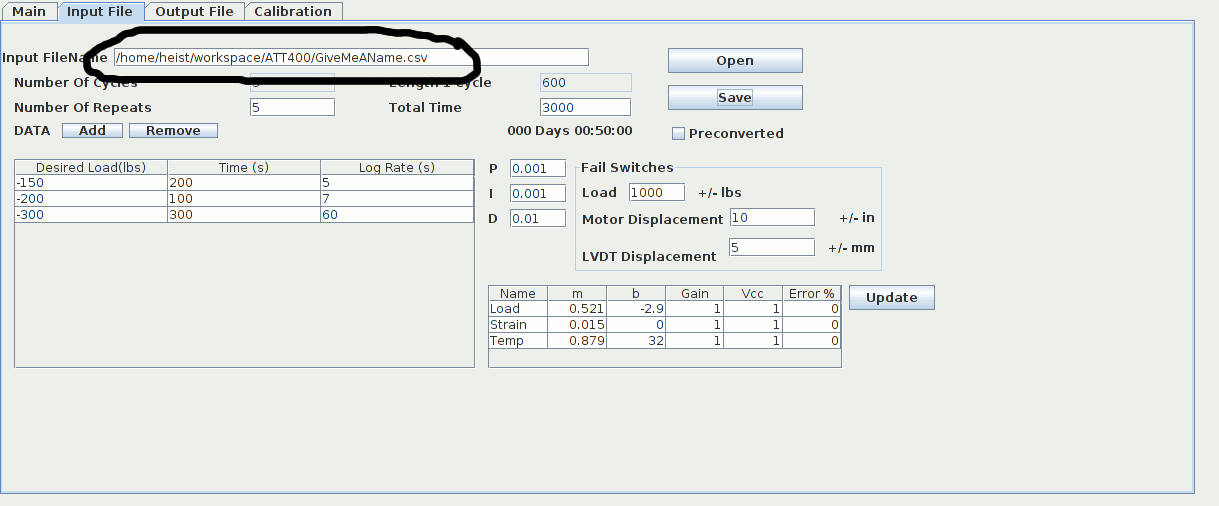 Main Input File Output File Calibration
Input FileName /home/heist/workspace/ATT400/GiveMeAName.csv Open
Number Of Cycles Length 1 Cycle 600
Save
Number Of Repeats 5 Total Time 3000
DATA Add Remove 000 Days 00:50:00 Preconverted
Desired Load(lbs) Time (s) Log Rate (s)
-150 200 5
-200 100 7
-300 300 60
P 0.001
I 0.001
D 0.01
Fail Switches
Load 1000 +/- lbs
Motor Displacement 10 +/- in
LVDT Displacement 5 +/- mm
Name m b Gain Vcc Error %
Load 0.521 -2.9 1 1 0
Strain 0.015 0 1 1 0
Temp 0.879 32 1 1 0
Update